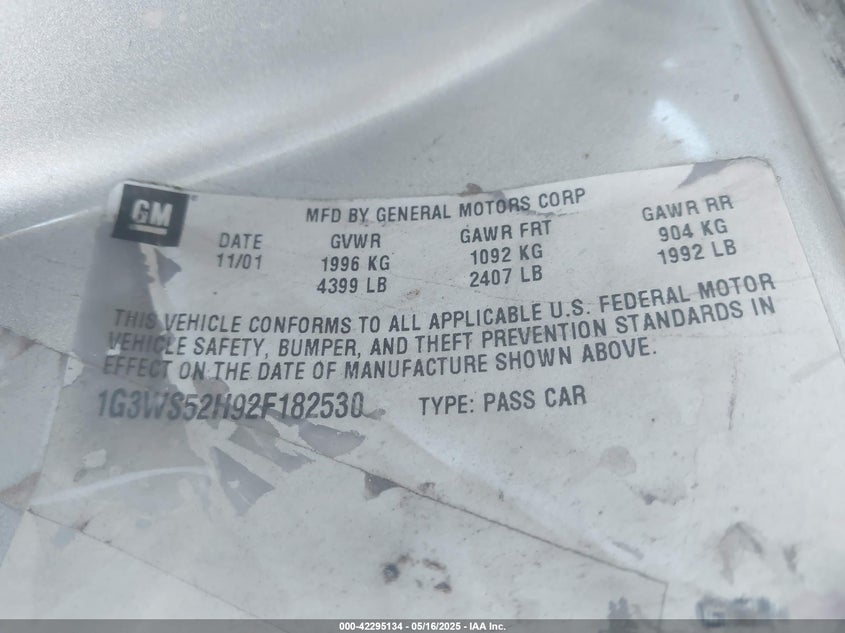 GM
MFD BY GENERAL MOTORS CORP
DATE GVWR GAWR FRT GAWR RR
11/01 1996 KG 1092 KG 904 KG
4399 LB 2407 LB 1992 LB
THIS VEHICLE CONFORMS TO ALL APPLICABLE U.S. FEDERAL MOTOR
VEHICLE SAFETY, BUMPER, AND THEFT PREVENTION STANDARDS IN
EFFECT ON THE DATE OF MANUFACTURE SHOWN ABOVE.
1G3WS52H92F182530 TYPE: PASS CAR
000-42295134 - 05/16/2025 - IAA Inc.